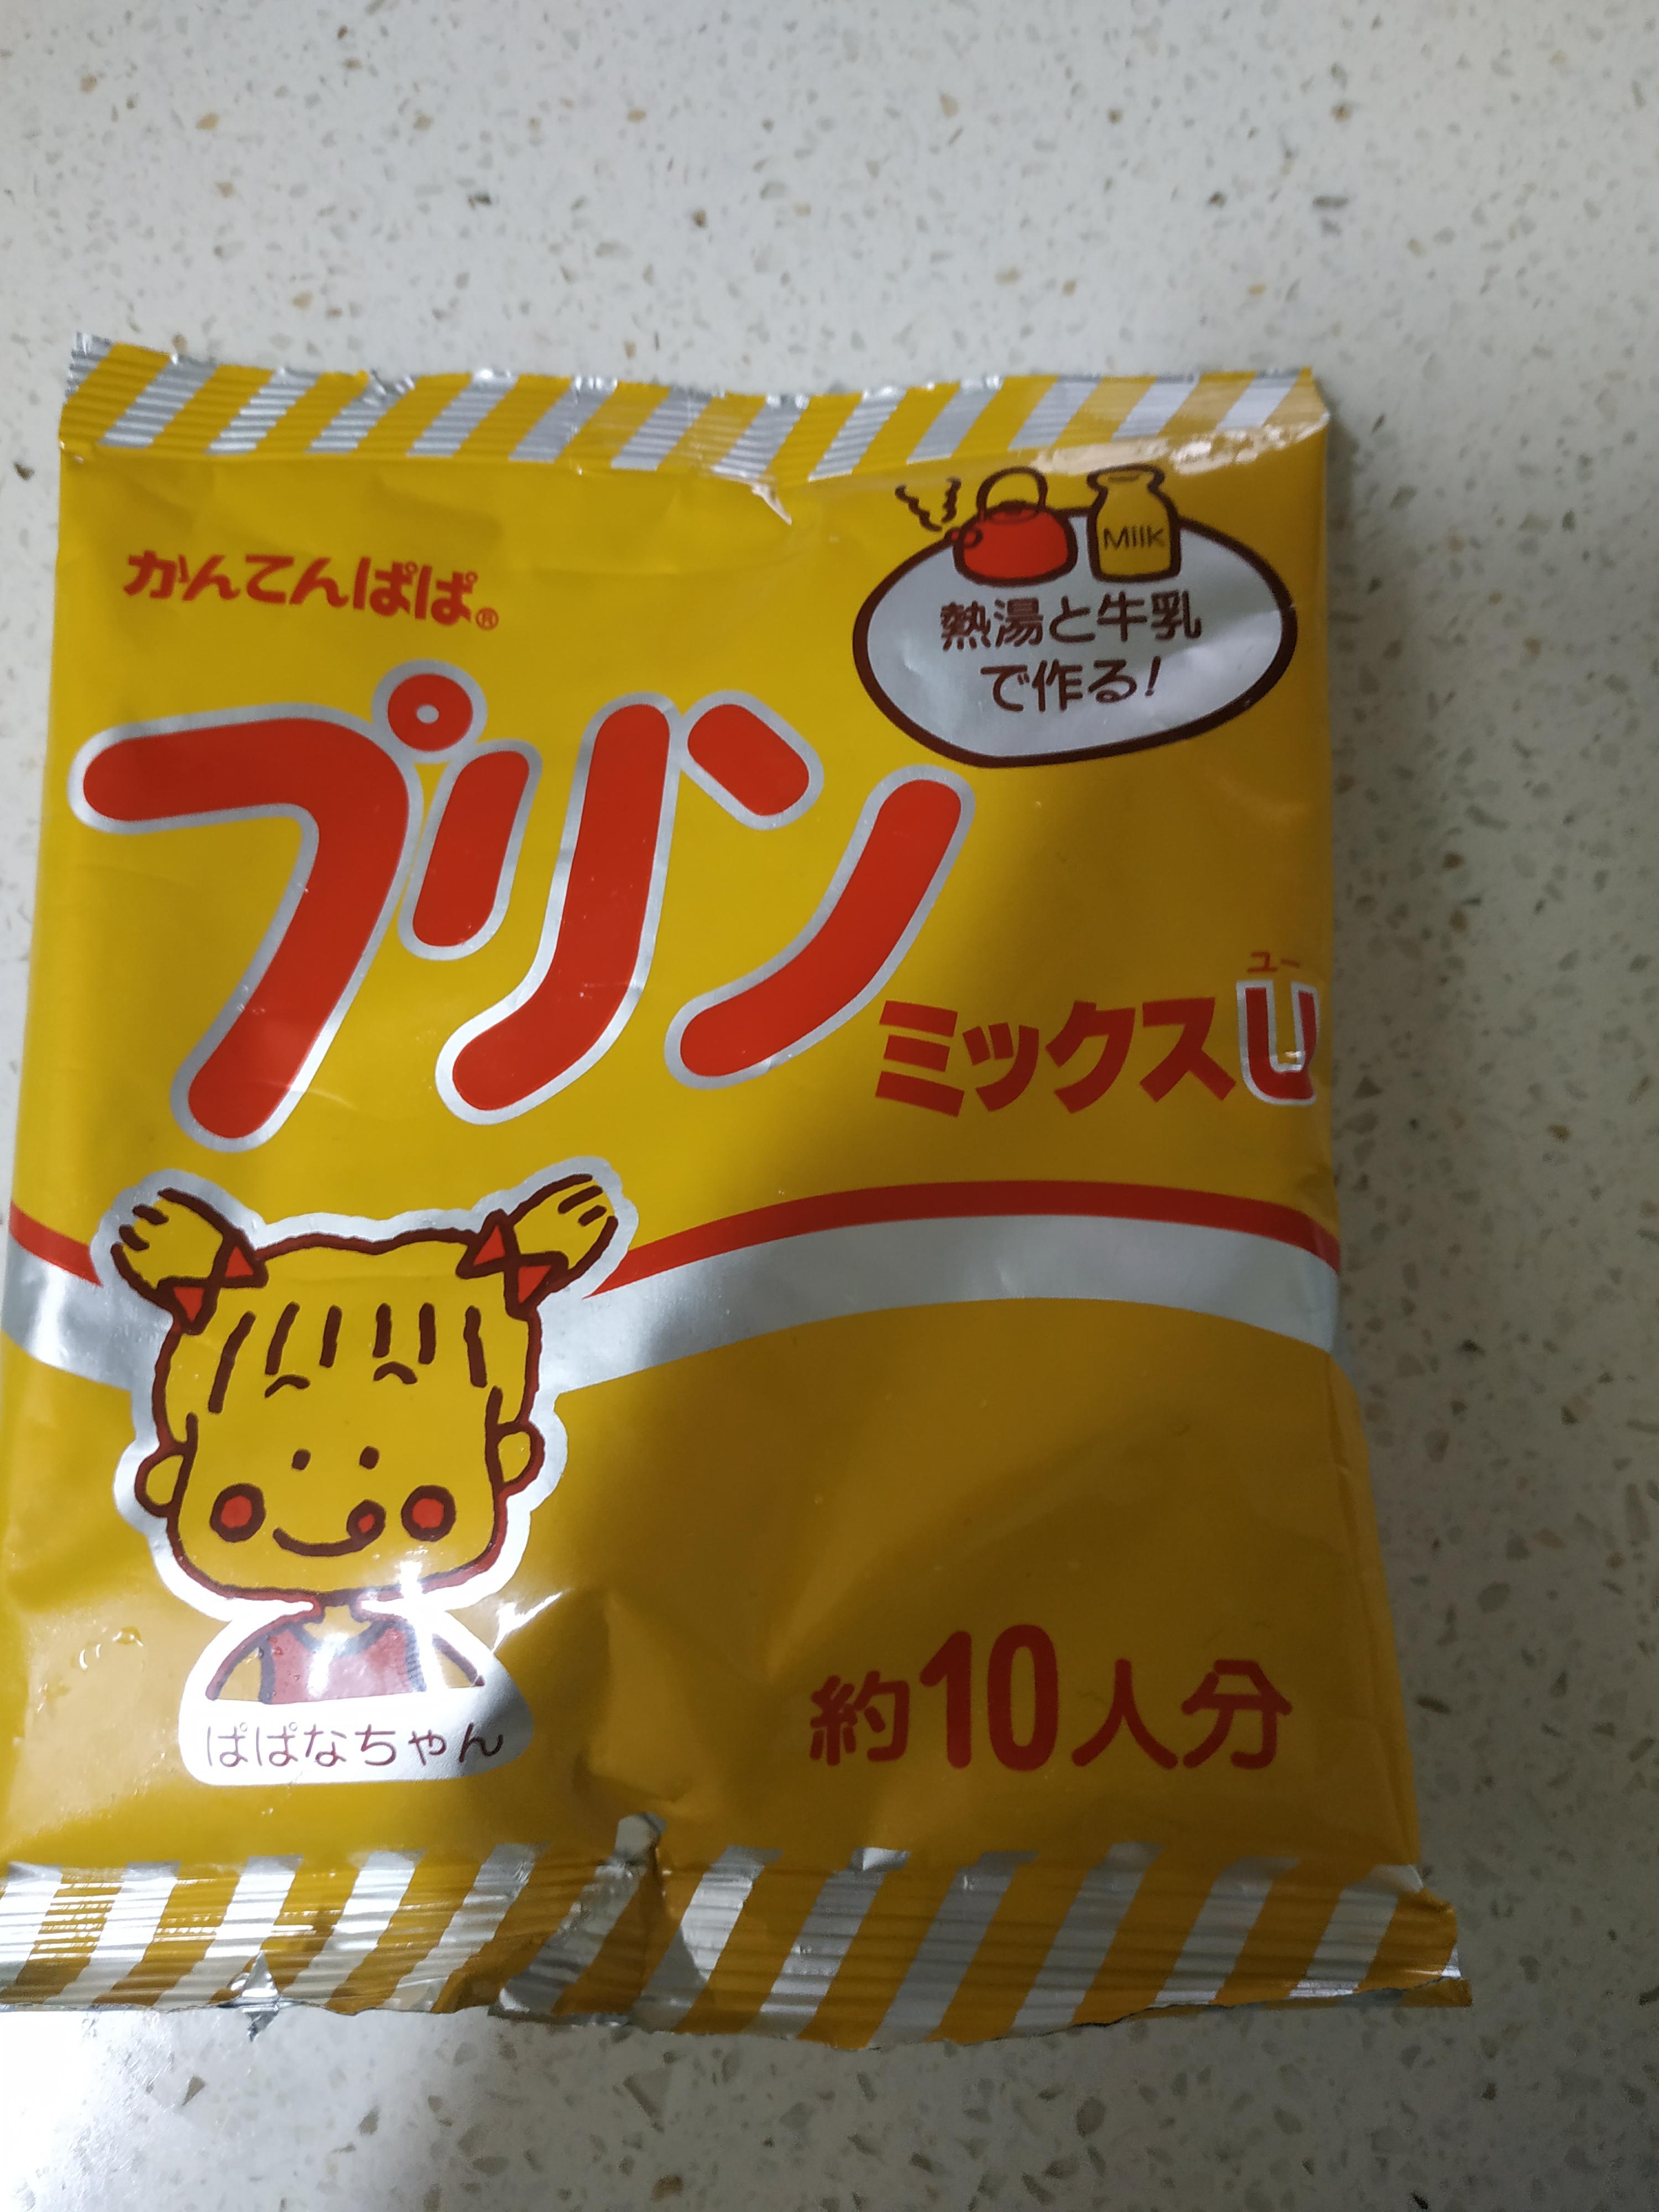 かんてんぱぱ®
Milk
熱湯と牛乳
で作る!
プリン
ミックスU
ユー
ぱぱなちゃん
約10人分